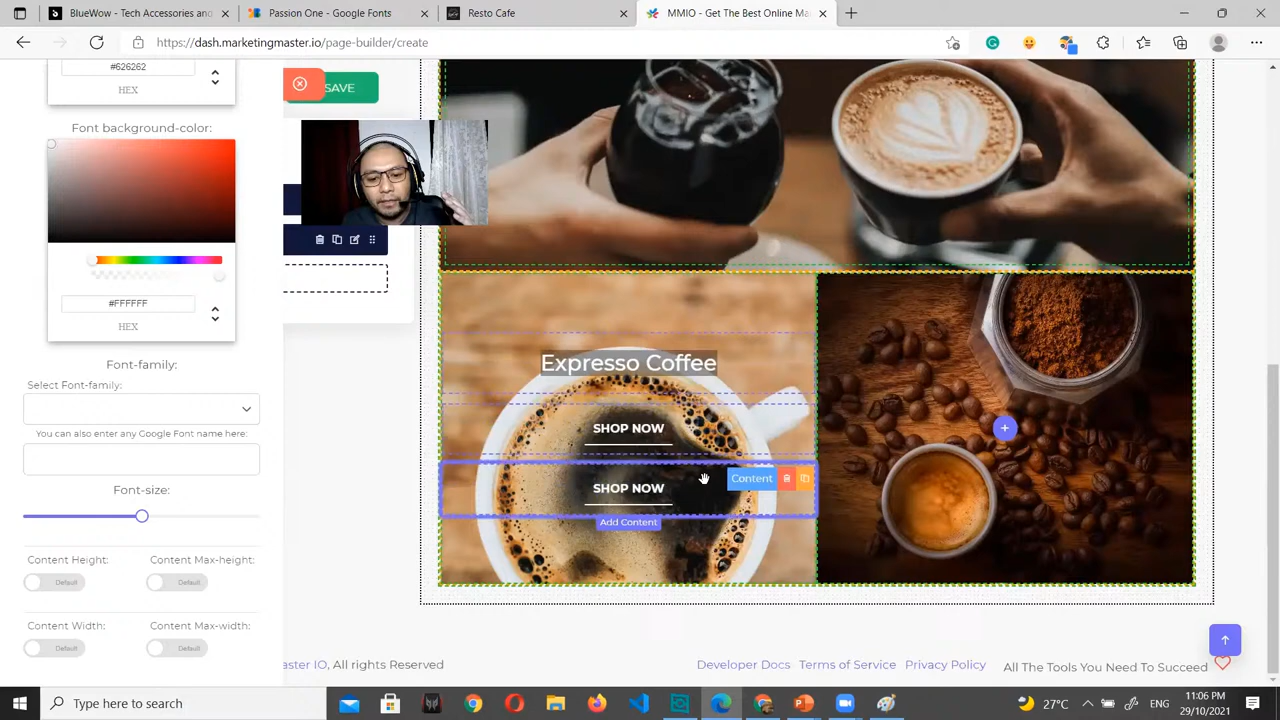 BlueWave - Tech Accessories and
Passion One - Google Fonts
Resto Cafe
MMIO - Get The Best Online Mar
https://dash.marketingmaster.io/page-builder/create
#626262
HEX
SAVE
Font background-color:
#FFFFFF
HEX
Font-family:
Select Font-family:
You can also enter any Google Font name here:
Font-size:
Content Height:
Content Max-height:
Default
Default
Content Width:
Content Max-width:
Default
Default
Expresso Coffee
SHOP NOW
SHOP NOW
Content
Add Content
aster IO. All rights Reserved
Developer Docs
Terms of Service
Privacy Policy
All The Tools You Need To Succeed
Type here to search
27°C
ENG
11:06 PM
29/10/2021